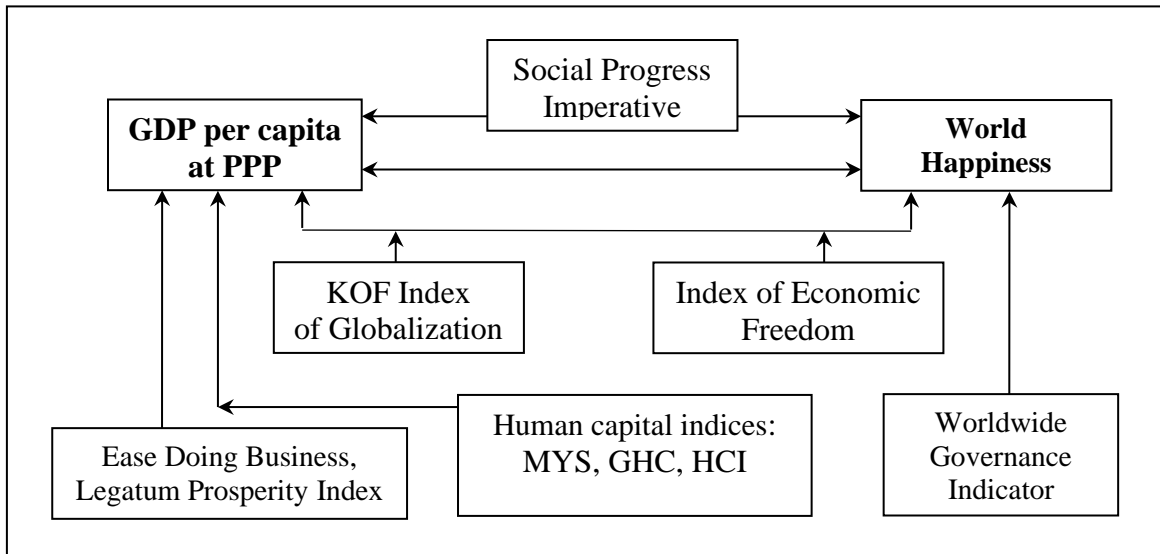 Social Progress
Imperative
GDP per capita
at PPP
World
Happiness
KOF Index
of Globalization
Index of Economic
Freedom
Ease Doing Business,
Legatum Prosperity Index
Human capital indices:
MYS, GHC, HCI
Worldwide
Governance
Indicator